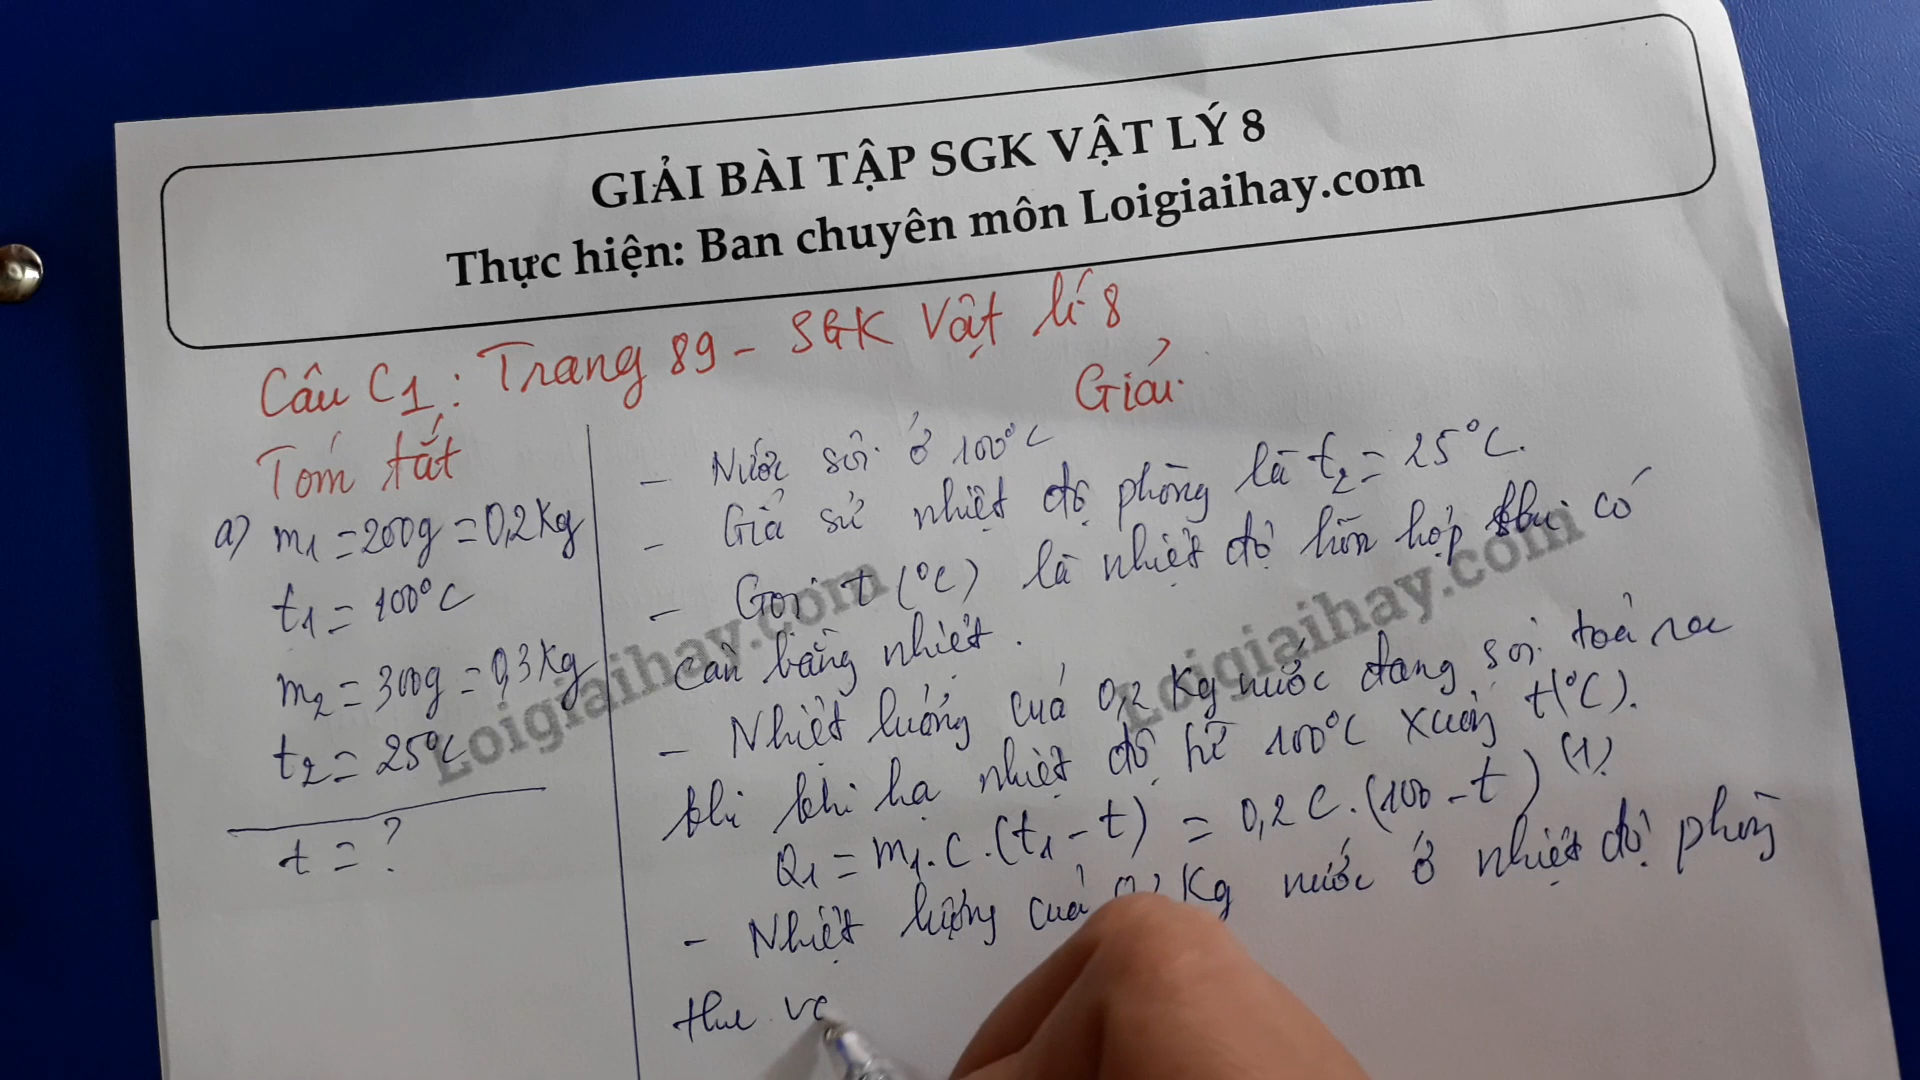 GIẢI BÀI TẬP SGK VẬT LÝ 8
Thực hiện: Ban chuyên môn Loigiaihay.com
Câu C1: Trang 89 - SGK Vật lí 8
Tóm tắt
a) m1 = 200g = 0,2 Kg
t1 = 100°C
m2 = 300g = 0,3 Kg
t2 = 25°C
t = ?
Giải
- Nước sôi ở 100°C
- Giả sử nhiệt độ phòng là t2 = 25°C.
- Gọi t (°C) là nhiệt độ hỗn hợp khi có
cân bằng nhiệt.
- Nhiệt lượng của 0,2 Kg nước đang sôi toả ra
khi khi hạ nhiệt độ từ 100°C xuống t(°C).
Q1 = m1.c.(t1 - t) = 0,2 C.(100 - t) (1)
- Nhiệt lượng của Kg nước ở nhiệt độ phòng
thu
Loigiaihay.com
Loigiaihay.com